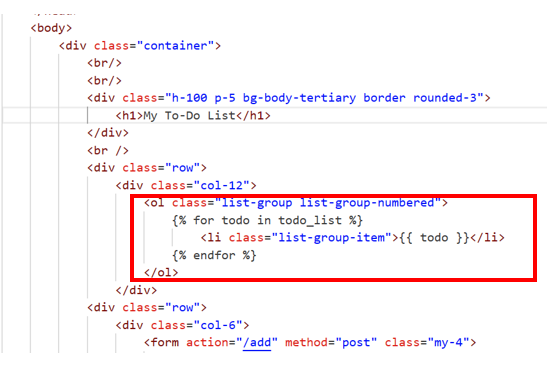 <body>
<div class="container">
<br/>
<br/>
<div class="h-100 p-5 bg-body-tertiary border rounded-3">
<h1>My To-Do List</h1>
</div>
<br />
<div class="row">
<div class="col-12">
<ol class="list-group list-group-numbered">
{% for todo in todo_list %}
<li class="list-group-item">{{ todo }}</li>
{% endfor %}
</ol>
</div>
<div class="row">
<div class="col-6">
<form action="/add" method="post" class="my-4">